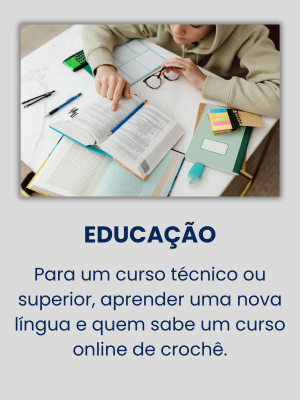 EDUCAÇÃO
Para um curso técnico ou
superior, aprender uma nova
língua e quem sabe um curso
online de crochê.